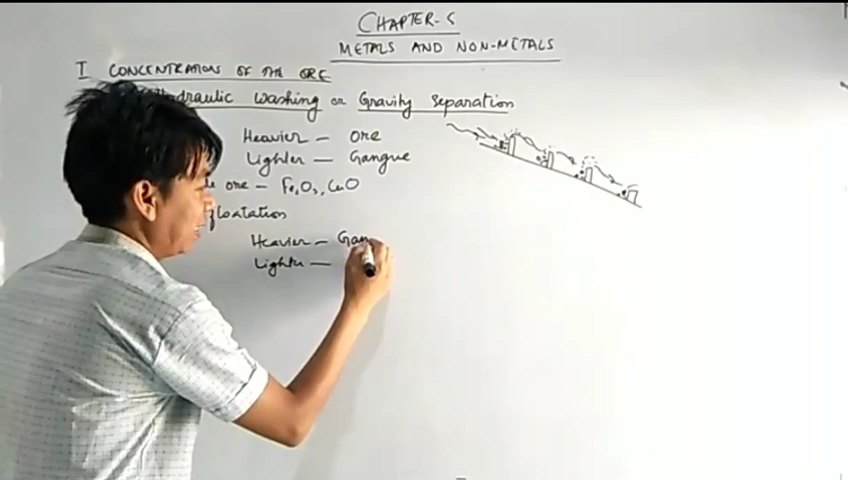 CHAPTER-5
METALS AND NON-METALS
I CONCENTRATION OF THE ORE
Hydraulic Washing or Gravity Separation
Heavier — Ore
Lighter — Gangue
ore — Fe2O3, CuO
floatation
Heavier — Gan
Lighter —